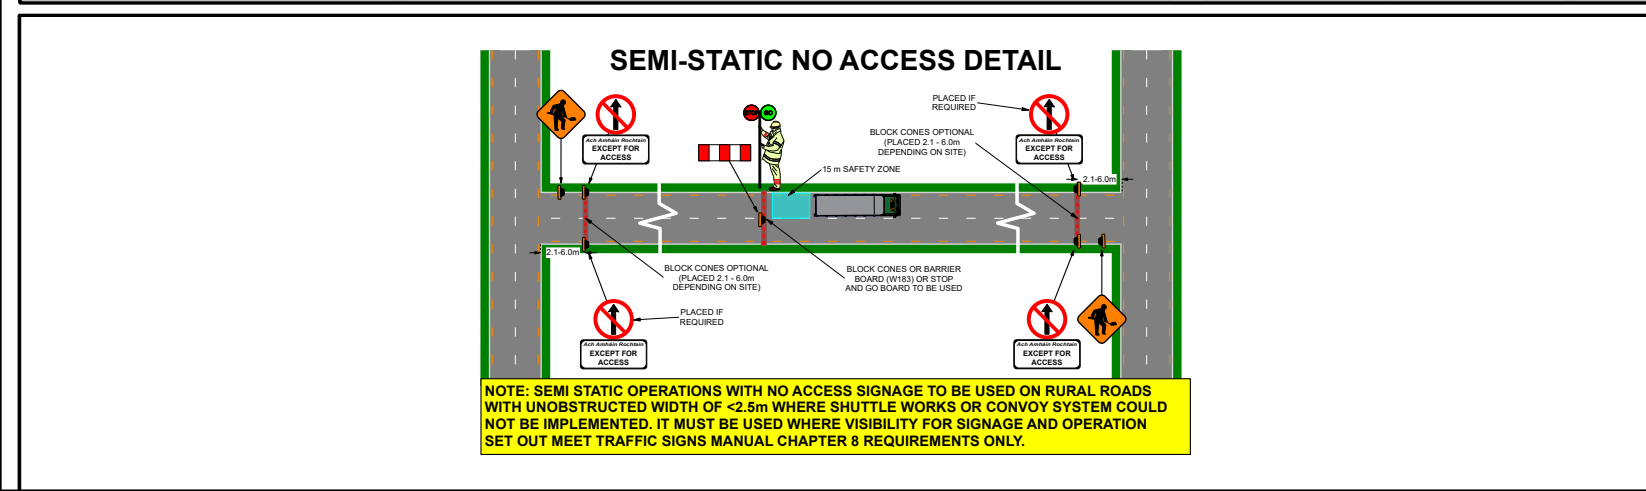 SEMI-STATIC NO ACCESS DETAIL
Ach Amháin Rochtain
EXCEPT FOR
ACCESS
STOP
GO
PLACED IF
REQUIRED
BLOCK CONES OPTIONAL
(PLACED 2.1 - 6.0m
DEPENDING ON SITE)
Ach Amháin Rochtain
EXCEPT FOR
ACCESS
15 m SAFETY ZONE
2.1-6.0m
2.1-6.0m
BLOCK CONES OPTIONAL
(PLACED 2.1 - 6.0m
DEPENDING ON SITE)
BLOCK CONES OR BARRIER
BOARD (W183) OR STOP
AND GO BOARD TO BE USED
PLACED IF
REQUIRED
Ach Amháin Rochtain
EXCEPT FOR
ACCESS
Ach Amháin Rochtain
EXCEPT FOR
ACCESS
NOTE: SEMI STATIC OPERATIONS WITH NO ACCESS SIGNAGE TO BE USED ON RURAL ROADS
WITH UNOBSTRUCTED WIDTH OF <2.5m WHERE SHUTTLE WORKS OR CONVOY SYSTEM COULD
NOT BE IMPLEMENTED. IT MUST BE USED WHERE VISIBILITY FOR SIGNAGE AND OPERATION
SET OUT MEET TRAFFIC SIGNS MANUAL CHAPTER 8 REQUIREMENTS ONLY.